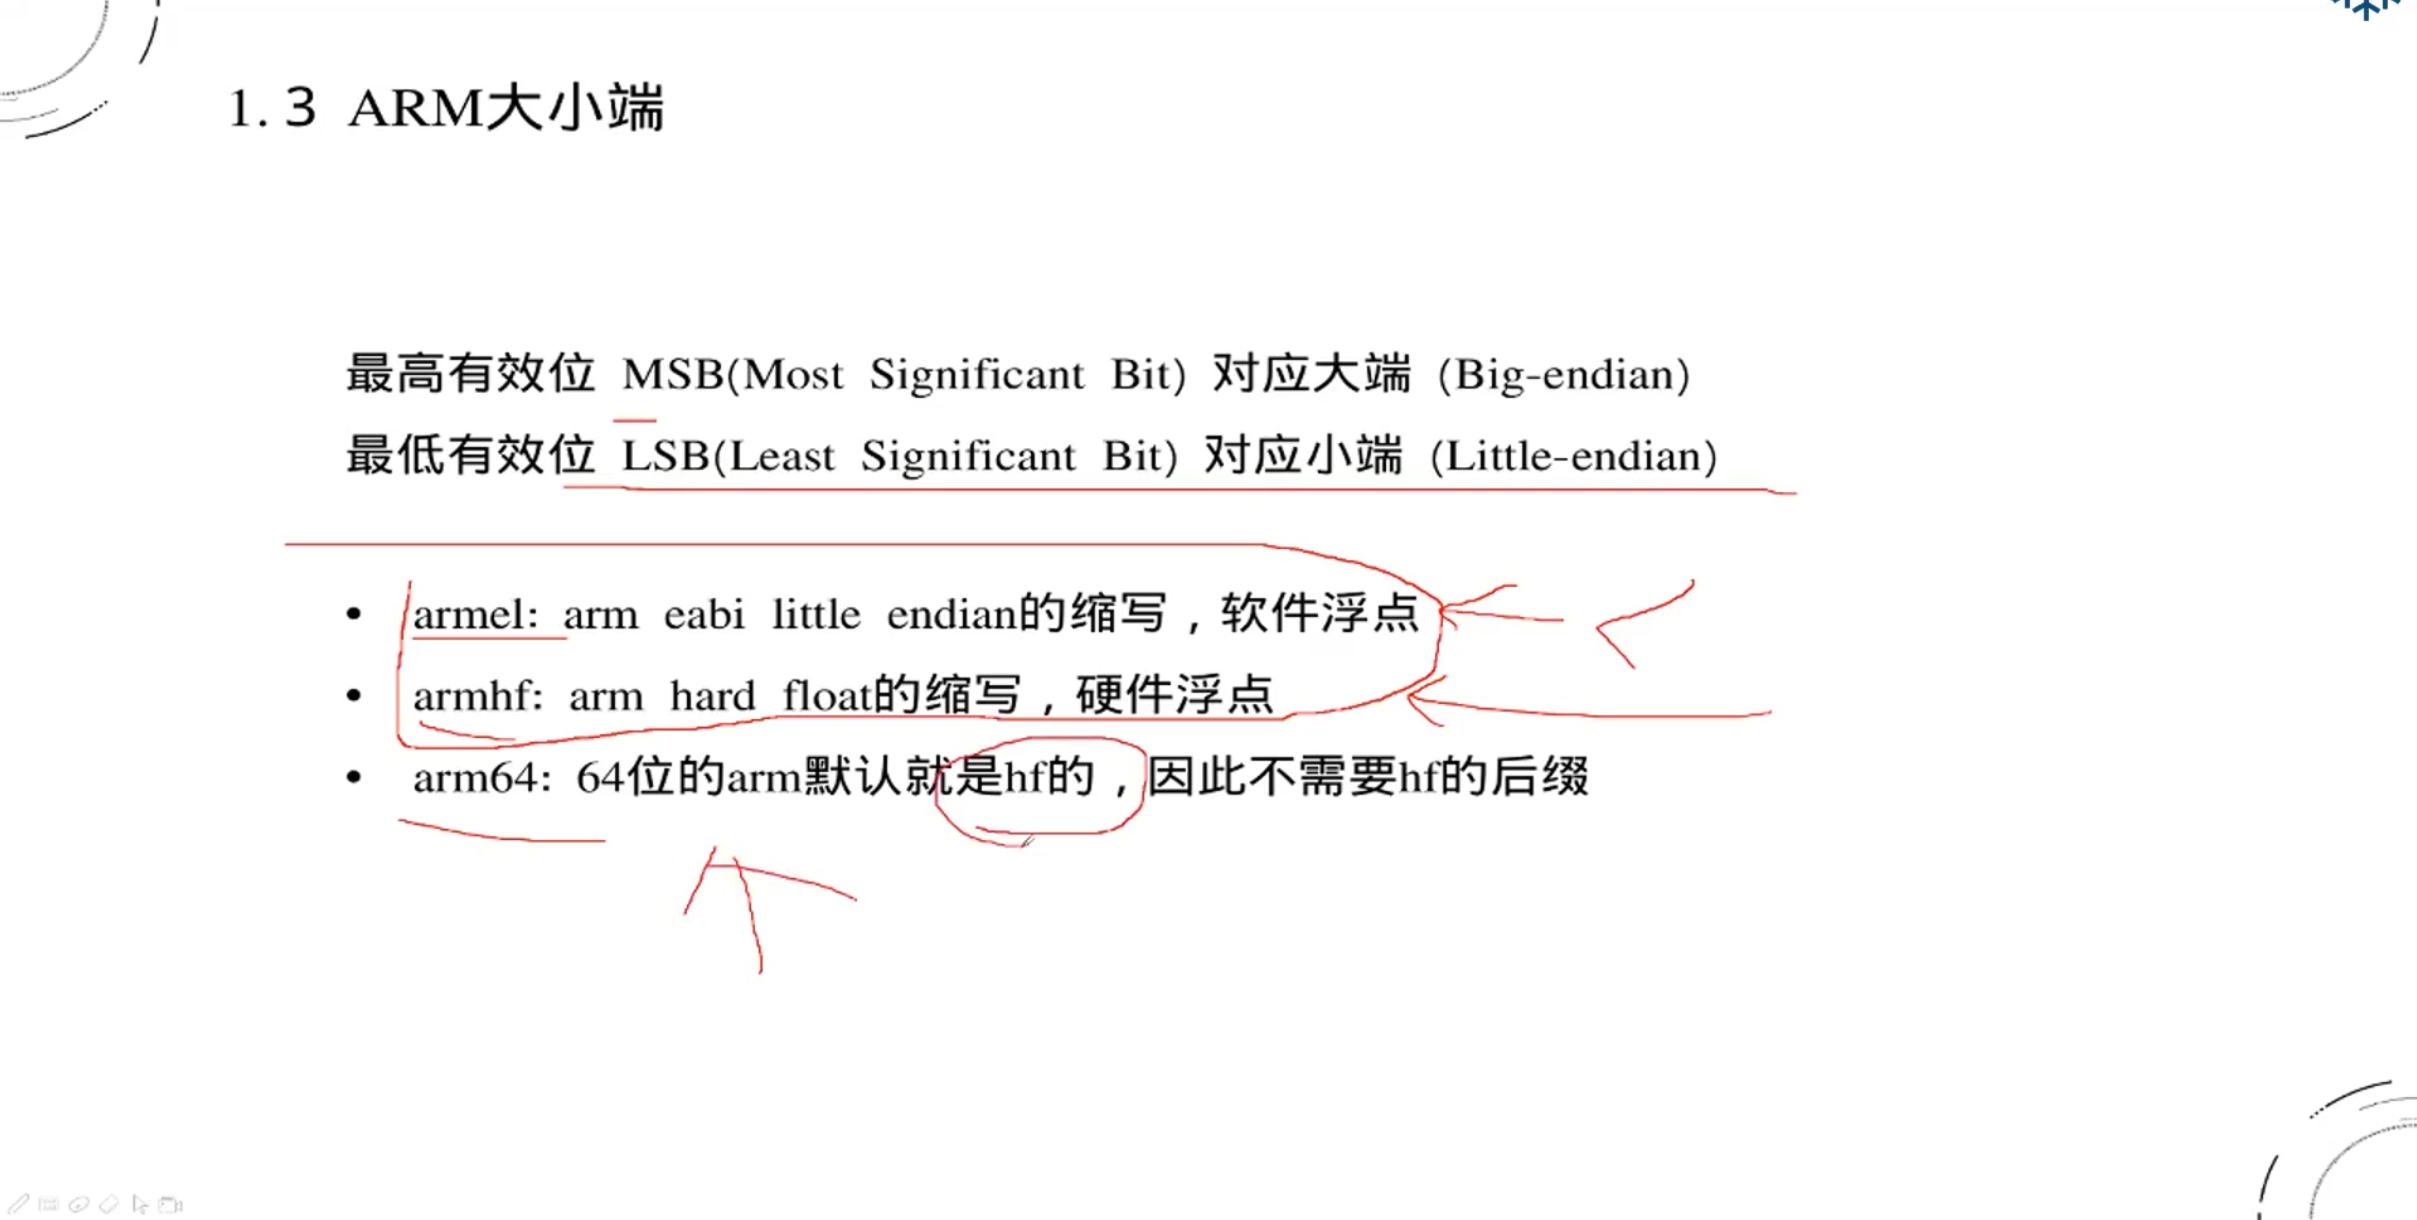 1.3 ARM大小端
最高有效位 MSB(Most Significant Bit) 对应大端 (Big-endian)
最低有效位 LSB(Least Significant Bit) 对应小端 (Little-endian)
• armel: arm eabi little endian的缩写，软件浮点
• armhf: arm hard float的缩写，硬件浮点
• arm64: 64位的arm默认就是hf的，因此不需要hf的后缀